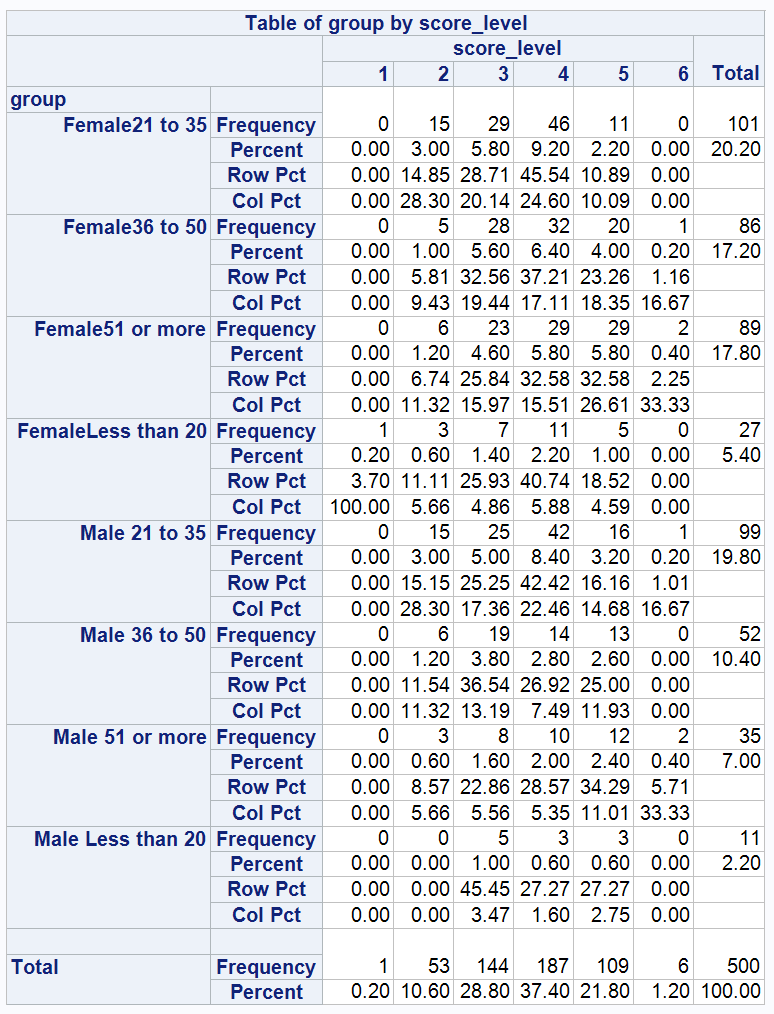 Table of group by score_level
score_level
1 2 3 4 5 6 Total
group
Female21 to 35 Frequency 0 15 29 46 11 0 101
Percent 0.00 3.00 5.80 9.20 2.20 0.00 20.20
Row Pct 0.00 14.85 28.71 45.54 10.89 0.00
Col Pct 0.00 28.30 20.14 24.60 10.09 0.00
Female36 to 50 Frequency 0 5 28 32 20 1 86
Percent 0.00 1.00 5.60 6.40 4.00 0.20 17.20
Row Pct 0.00 5.81 32.56 37.21 23.26 1.16
Col Pct 0.00 9.43 19.44 17.11 18.35 16.67
Female51 or more Frequency 0 6 23 29 29 2 89
Percent 0.00 1.20 4.60 5.80 5.80 0.40 17.80
Row Pct 0.00 6.74 25.84 32.58 32.58 2.25
Col Pct 0.00 11.32 15.97 15.51 26.61 33.33
FemaleLess than 20 Frequency 1 3 7 11 5 0 27
Percent 0.20 0.60 1.40 2.20 1.00 0.00 5.40
Row Pct 3.70 11.11 25.93 40.74 18.52 0.00
Col Pct 100.00 5.66 4.86 5.88 4.59 0.00
Male 21 to 35 Frequency 0 15 25 42 16 1 99
Percent 0.00 3.00 5.00 8.40 3.20 0.20 19.80
Row Pct 0.00 15.15 25.25 42.42 16.16 1.01
Col Pct 0.00 28.30 17.36 22.46 14.68 16.67
Male 36 to 50 Frequency 0 6 19 14 13 0 52
Percent 0.00 1.20 3.80 2.80 2.60 0.00 10.40
Row Pct 0.00 11.54 36.54 26.92 25.00 0.00
Col Pct 0.00 11.32 13.19 7.49 11.93 0.00
Male 51 or more Frequency 0 3 8 10 12 2 35
Percent 0.00 0.60 1.60 2.00 2.40 0.40 7.00
Row Pct 0.00 8.57 22.86 28.57 34.29 5.71
Col Pct 0.00 5.66 5.56 5.35 11.01 33.33
Male Less than 20 Frequency 0 0 5 3 3 0 11
Percent 0.00 0.00 1.00 0.60 0.60 0.00 2.20
Row Pct 0.00 0.00 45.45 27.27 27.27 0.00
Col Pct 0.00 0.00 3.47 1.60 2.75 0.00
Total Frequency 1 53 144 187 109 6 500
Percent 0.20 10.60 28.80 37.40 21.80 1.20 100.00